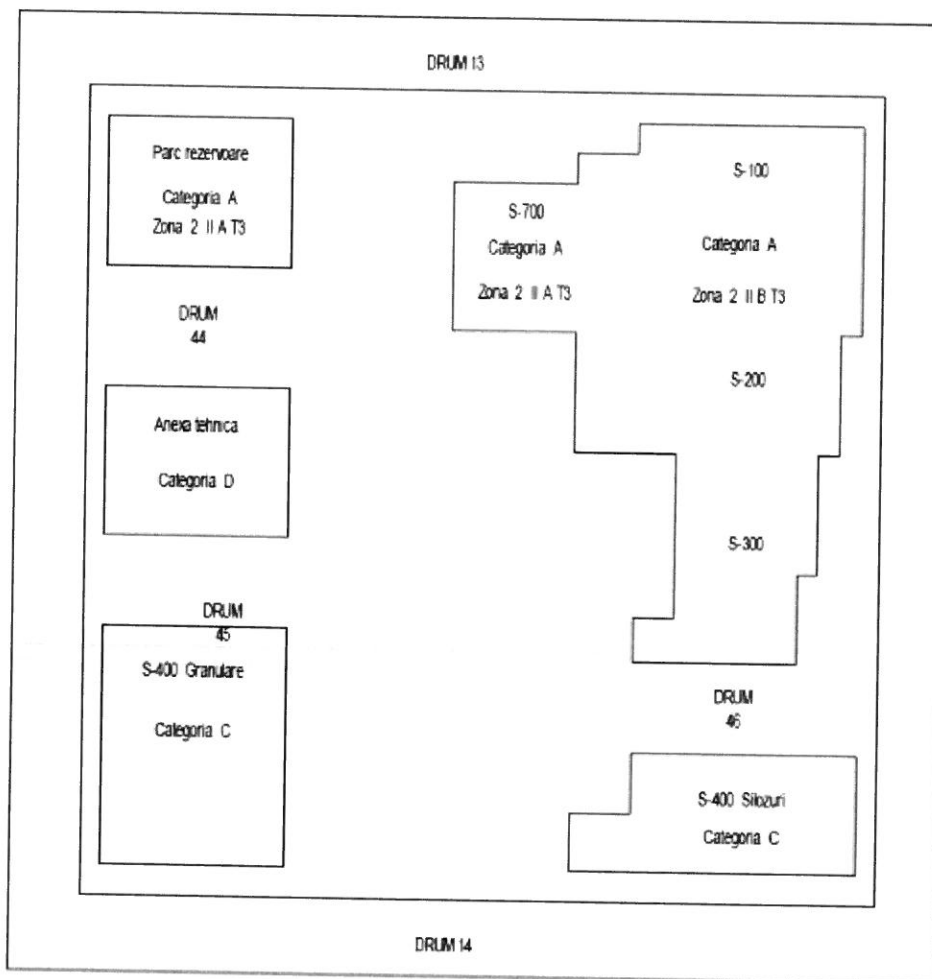 DRUM 13
Parc rezervoare
Categoria A
Zona 2 II A T3
S-100
S-700
Categoria A
Categoria A
Zona 2 II A T3
Zona 2 II B T3
DRUM
44
S-200
Anexa tehnica
Categoria D
S-300
DRUM
45
S-400 Granulare
Categoria C
DRUM
46
S-400 Silozuri
Categoria C
DRUM 14